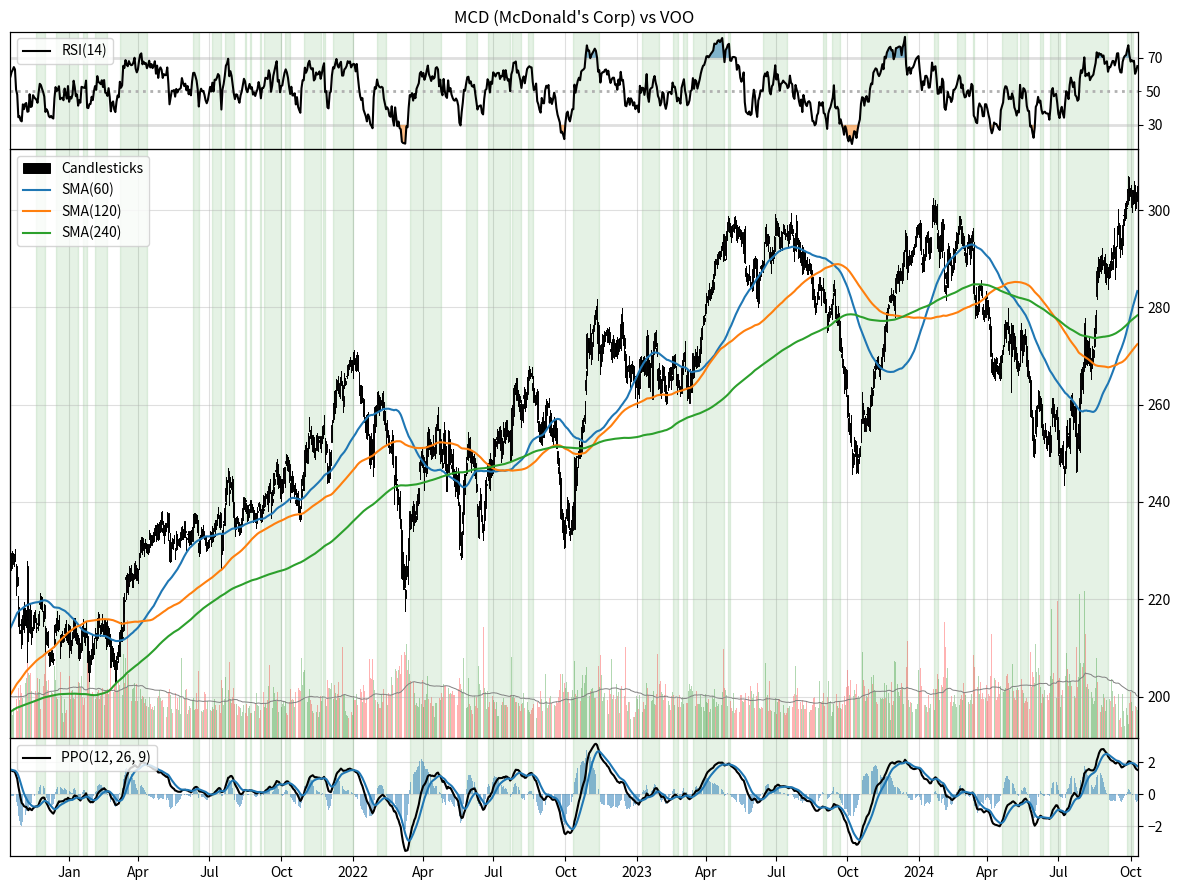 MCD (McDonald's Corp) vs VOO
RSI(14)
70
50
30
Candlesticks
SMA(60)
SMA(120)
SMA(240)
300
280
260
240
220
200
PPO(12, 26, 9)
2
0
−2
Jan Apr Jul Oct 2022 Apr Jul Oct 2023 Apr Jul Oct 2024 Apr Jul Oct